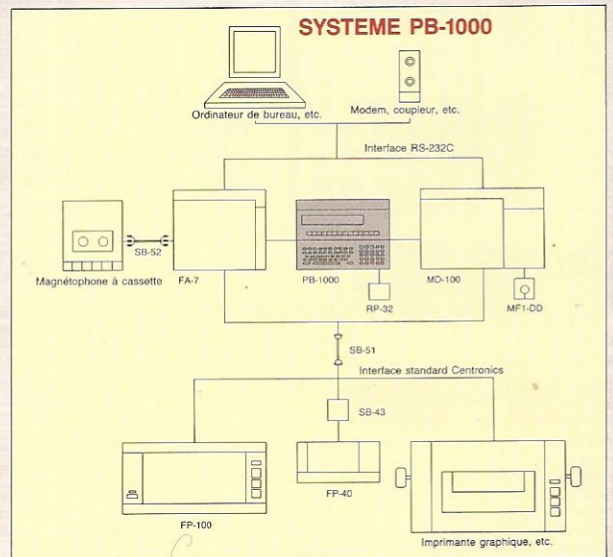 SYSTEME PB-1000
Ordinateur de bureau, etc.
Modem, coupleur, etc.
Interface RS-232C
SB-52
Magnétophone à cassette
FA-7
PB-1000
MD-100
RP-32
MF1-DD
SB-51
Interface standard Centronics
SB-43
FP-40
FP-100
Imprimante graphique, etc.